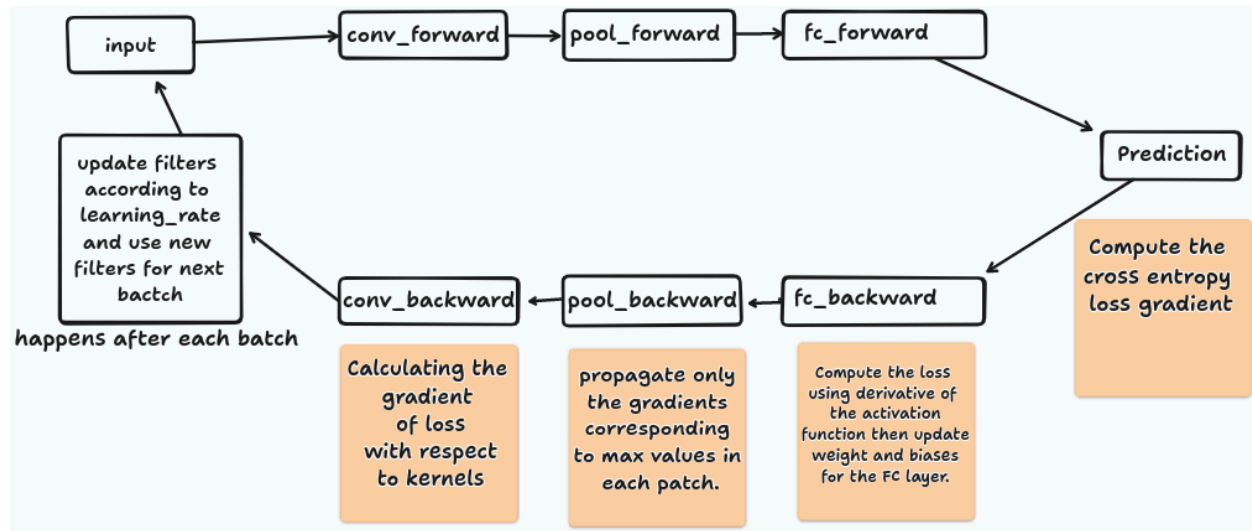 input
conv_forward
pool_forward
fc_forward
Prediction
Compute the
cross entropy
loss gradient
fc_backward
Compute the loss
using derivative of
the activation
function then update
weight and biases
for the FC layer.
pool_backward
propagate only
the gradients
corresponding
to max values in
each patch.
conv_backward
Calculating the
gradient
of loss
with respect
to kernels
update filters
according to
learning_rate
and use new
filters for next
bactch
happens after each batch